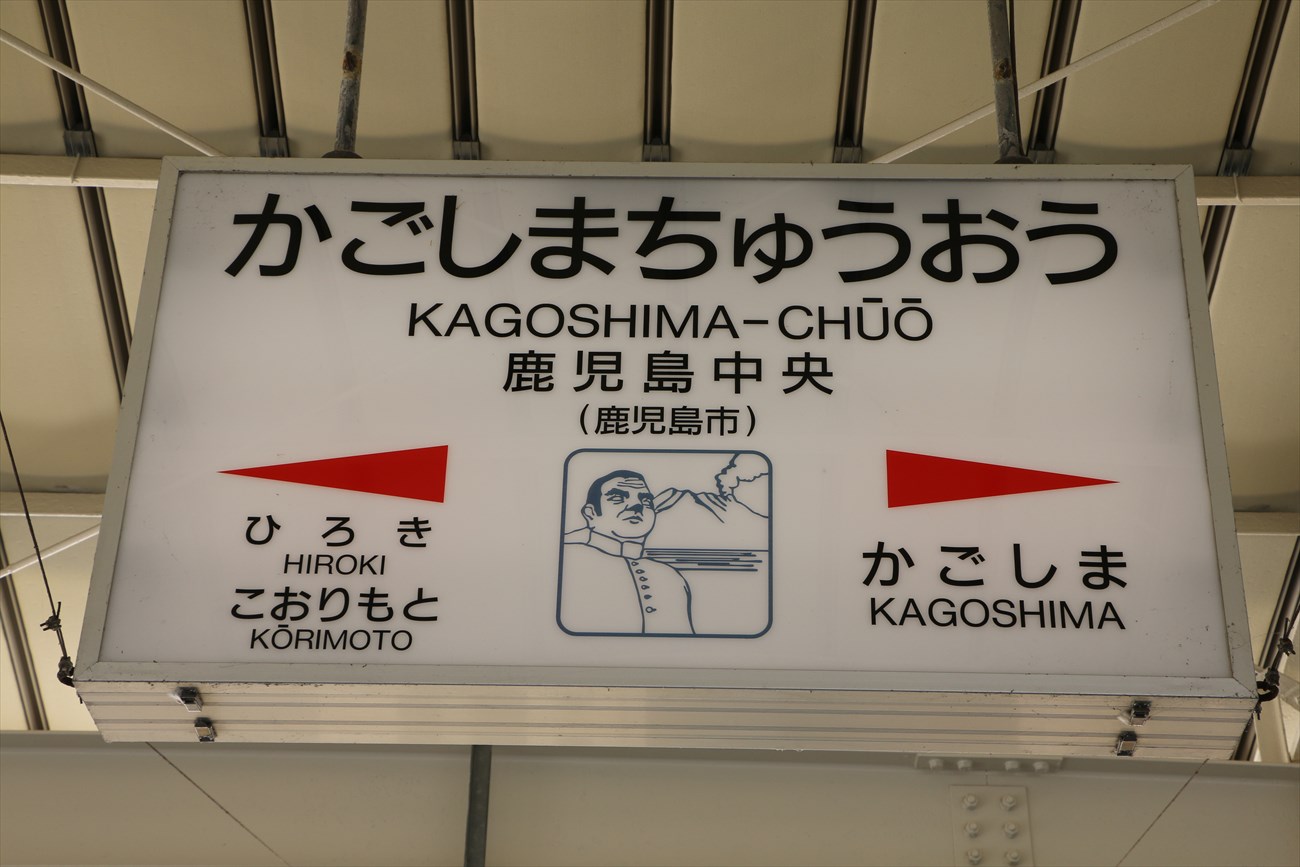 かごしまちゅうおう
KAGOSHIMA-CHŪŌ
鹿児島中央
(鹿児島市)
ひろき
HIROKI
こおりもと
KŌRIMOTO
かごしま
KAGOSHIMA